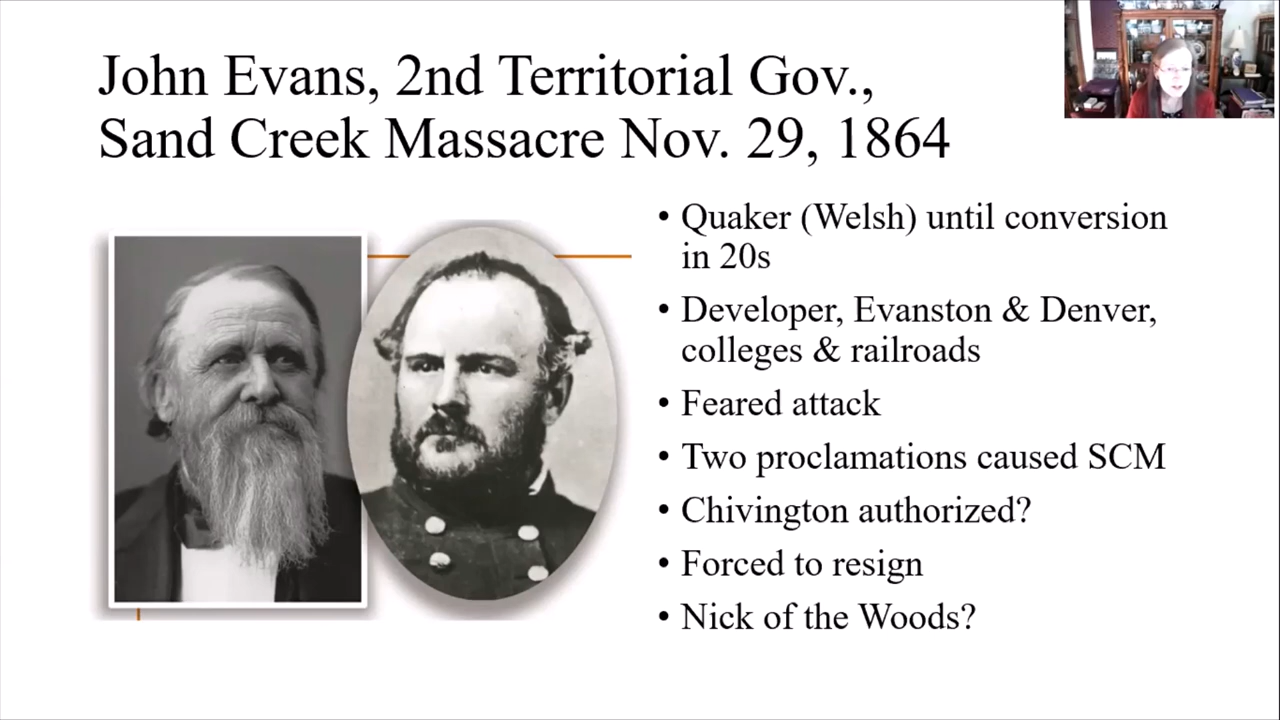 John Evans, 2nd Territorial Gov.,
Sand Creek Massacre Nov. 29, 1864
• Quaker (Welsh) until conversion
in 20s
• Developer, Evanston & Denver,
colleges & railroads
• Feared attack
• Two proclamations caused SCM
• Chivington authorized?
• Forced to resign
• Nick of the Woods?